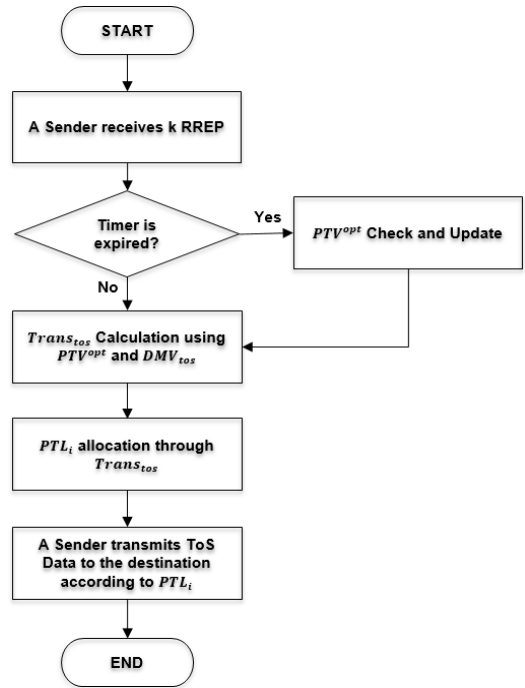 START
A Sender receives k RREP
Timer is
expired?
Yes
PTV^opt Check and Update
No
Trans_tos Calculation using
PTV^opt and DMV_tos
PTL_i allocation through
Trans_tos
A Sender transmits ToS
Data to the destination
according to PTL_i
END